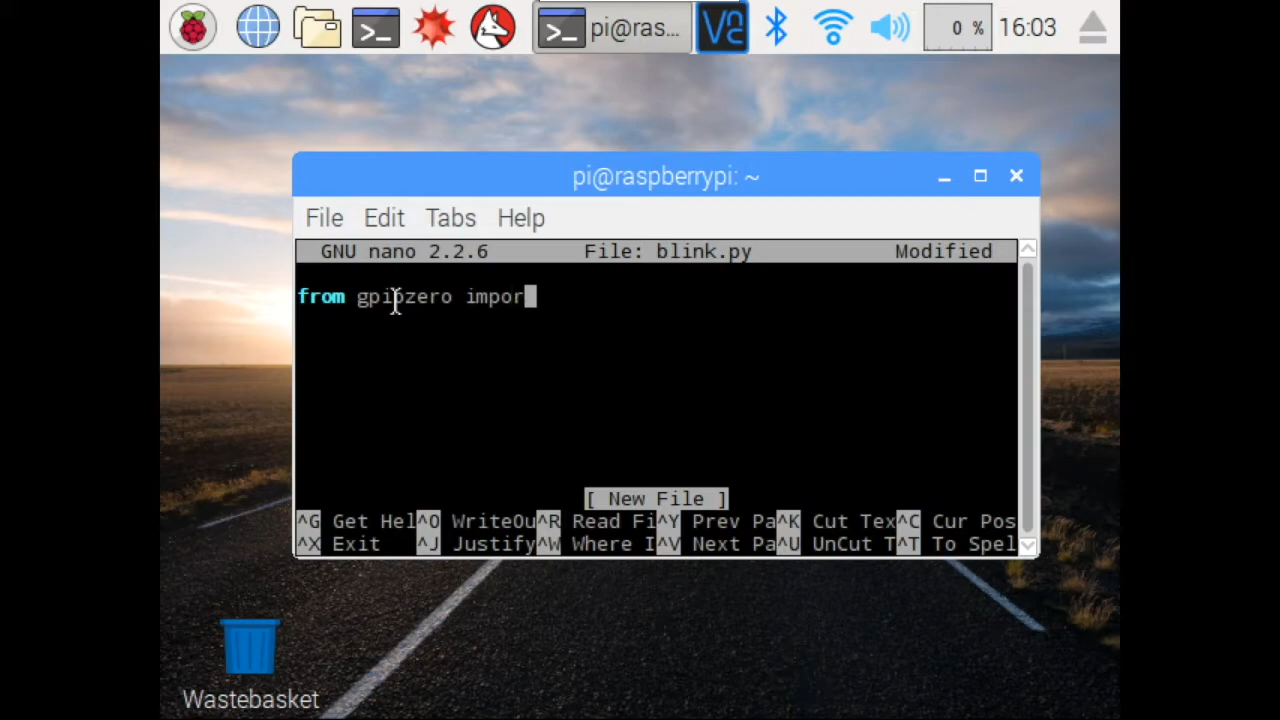 pi@ras...
V2
0 %
16:03
pi@raspberrypi: ~
File Edit Tabs Help
GNU nano 2.2.6 File: blink.py Modified
from gpiozero impor
[ New File ]
^G Get Hel^O WriteOu^R Read Fi^Y Prev Pa^K Cut Tex^C Cur Pos
^X Exit ^J Justify^W Where I^V Next Pa^U UnCut T^T To Spel
Wastebasket